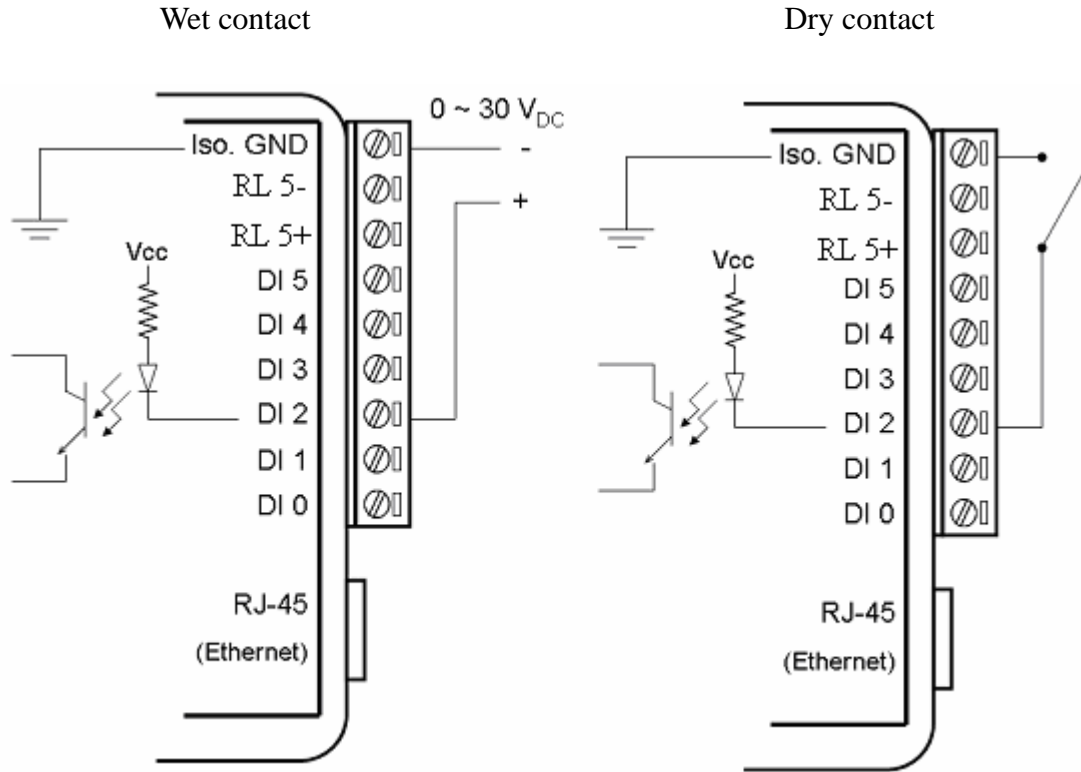 Wet contact
0 ~ 30 VDC
Iso. GND
-
RL 5-
+
RL 5+
Vcc
DI 5
DI 4
DI 3
DI 2
DI 1
DI 0
RJ-45
(Ethernet)
Dry contact
Iso. GND
RL 5-
RL 5+
Vcc
DI 5
DI 4
DI 3
DI 2
DI 1
DI 0
RJ-45
(Ethernet)